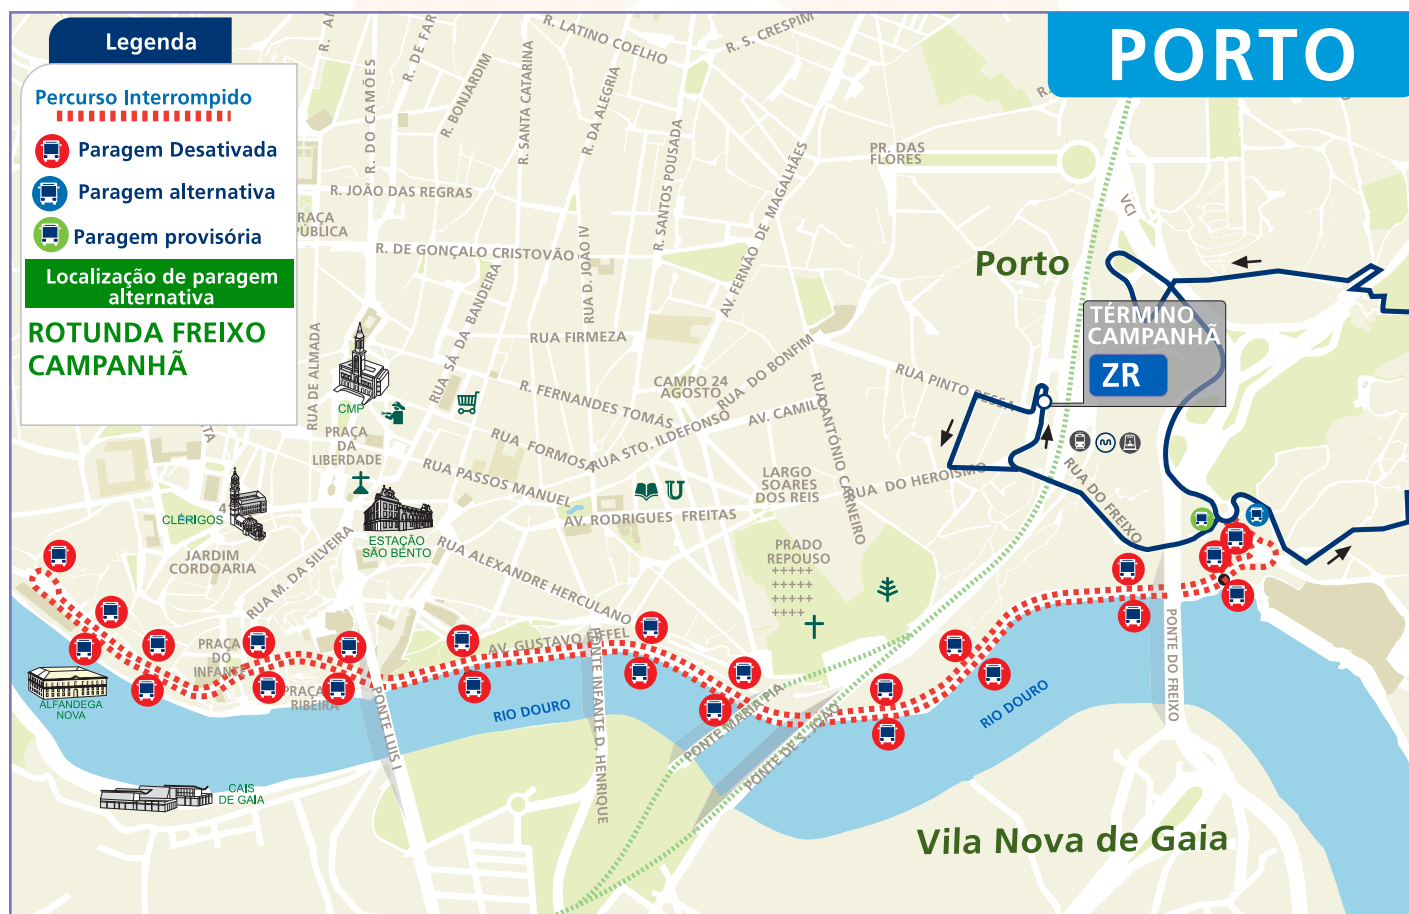 Legenda
Percurso Interrompido
Paragem Desativada
Paragem alternativa
Paragem provisória
Localização de paragem
alternativa
ROTUNDA FREIXO
CAMPANHÃ
PORTO
R. LATINO COELHO
R. S. CRESPIM
R. DE FAR
R. DO CAMÕES
R. BONJARDIM
R. SANTA CATARINA
R. DA ALEGRIA
R. SANTOS POUSADA
AV. FERNÃO DE MAGALHÃES
PR. DAS
FLORES
R. JOÃO DAS REGRAS
RAÇA
PÚBLICA
R. DE GONÇALO CRISTOVÃO
RUA D. JOÃO IV
VCI
Porto
TÉRMINO
CAMPANHÃ
ZR
RUA DE ALMADA
RUA SÁ DA BANDEIRA
RUA FIRMEZA
R. FERNANDES TOMÁS
CAMPO 24
AGOSTO
RUA DO BONFIM
RUA PINTO BESSA
CMP
PRAÇA
DA
LIBERDADE
RUA FORMOSA
RUA STO. ILDEFONSO
AV. CAMILO
RUA ANTÓNIO CARNEIRO
RUA PASSOS MANUEL
LARGO
SOARES
DOS REIS
RUA DO HEROÍSMO
RUA DO FREIXO
CLÉRIGOS
4
ESTAÇÃO
SÃO BENTO
AV. RODRIGUES FREITAS
JARDIM
CORDOARIA
RUA M. DA SILVEIRA
RUA ALEXANDRE HERCULANO
PRADO
REPOUSO
PRAÇA
DO
INFANTE
AV. GUSTAVO EIFFEL
PRAÇA
RIBEIRA
ALFANDEGA
NOVA
PONTE LUIS I
RIO DOURO
PONTE INFANTE D. HENRIQUE
PONTE MARIA PIA
PONTE DE S. JOÃO
RIO DOURO
PONTE DO FREIXO
CAIS
DE GAIA
Vila Nova de Gaia